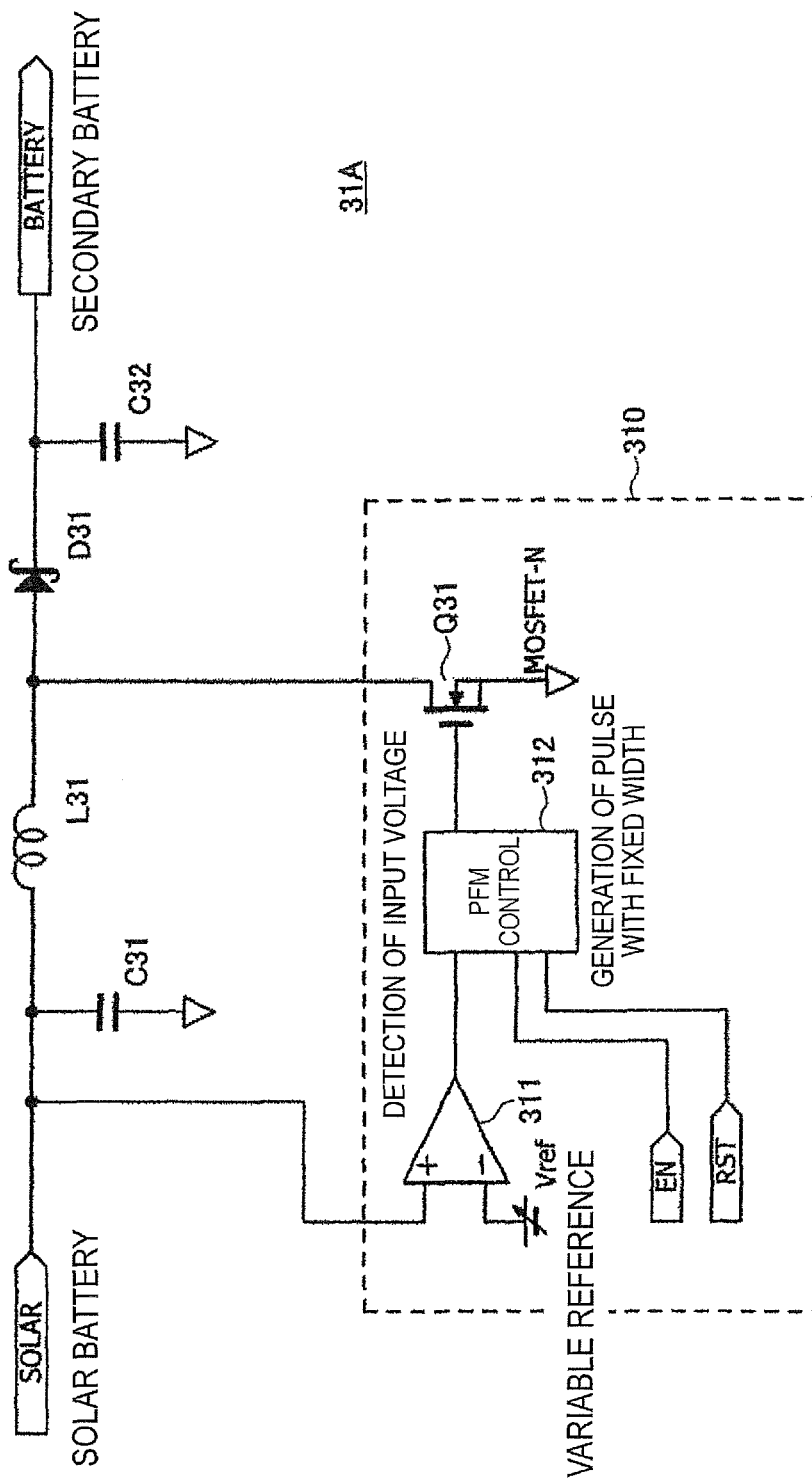 SOLAR
SOLAR BATTERY
C31
L31
D31
C32
BATTERY
SECONDARY BATTERY
31A
310
DETECTION OF INPUT VOLTAGE
Q31
MOSFET-N
+
-
311
Vref
VARIABLE REFERENCE
PFM
CONTROL
312
GENERATION OF PULSE
WITH FIXED WIDTH
EN
RST